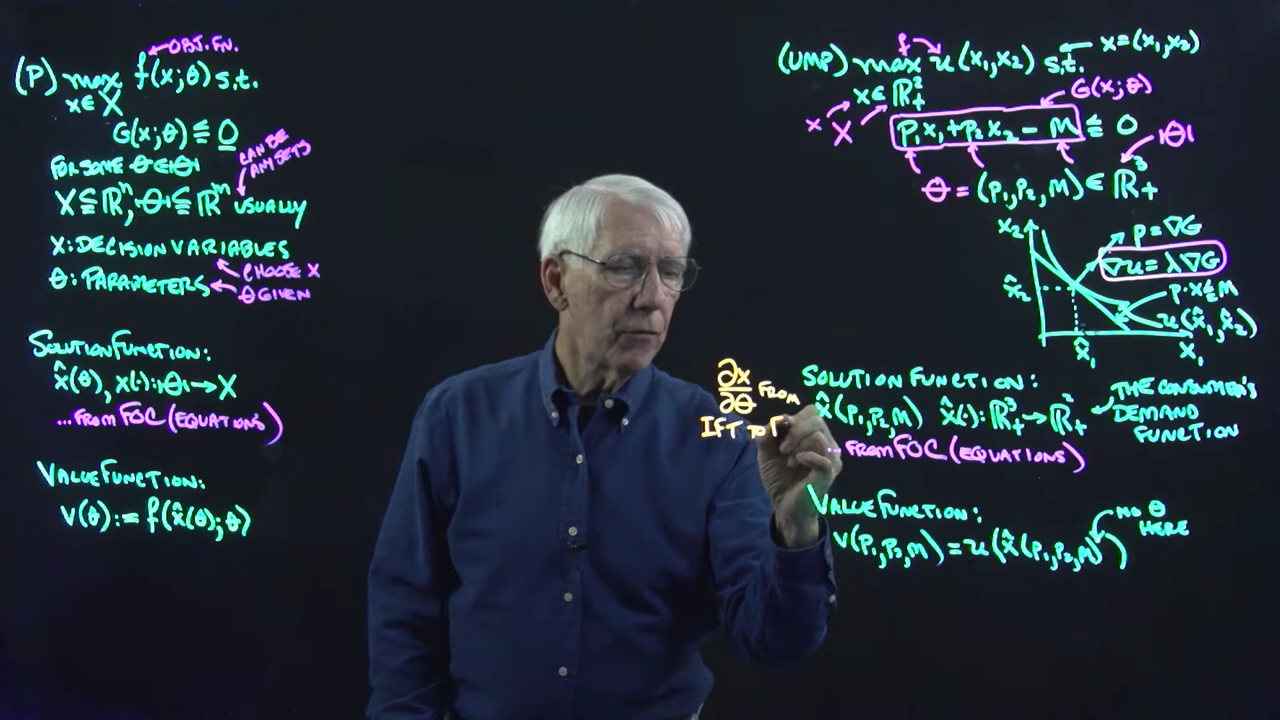 OBJ. FN.
(P) max f(x;θ) s.t.
x∈X
G(x;θ) ≦ 0
CAN BE
ANY SETS
FOR SOME θ∈Θ
X⊆ℝⁿ, Θ⊆ℝᵐ USUALLY
X: DECISION VARIABLES
CHOOSE X
θ: PARAMETERS
θ GIVEN
SOLUTION FUNCTION:
x̂(θ), x(·): Θ→X
...FROM FOC (EQUATIONS)
VALUE FUNCTION:
V(θ) := f(x̂(θ);θ)
∂x/∂θ FROM
IFT TO
f
(UMP) max u(x₁,x₂) s.t. x=(x₁,x₂)
x∈ℝ²₊
G(x;θ)
x X
p₁x₁+p₂x₂-M ≦ 0
Θ
θ = (p₁,p₂,M) ∈ ℝ³₊
x₂
p=∇G
∇u=λ∇G
x̂₂
p·x≦M
u(x̂₁,x̂₂)
x̂₁
x₁
SOLUTION FUNCTION:
x̂(p₁,p₂,M) x̂(·): ℝ³₊→ℝ²₊
THE CONSUMER'S
DEMAND
FUNCTION
...FROM FOC (EQUATIONS)
VALUE FUNCTION:
V(p₁,p₂,M) = u(x̂(p₁,p₂,M))
NO θ
HERE